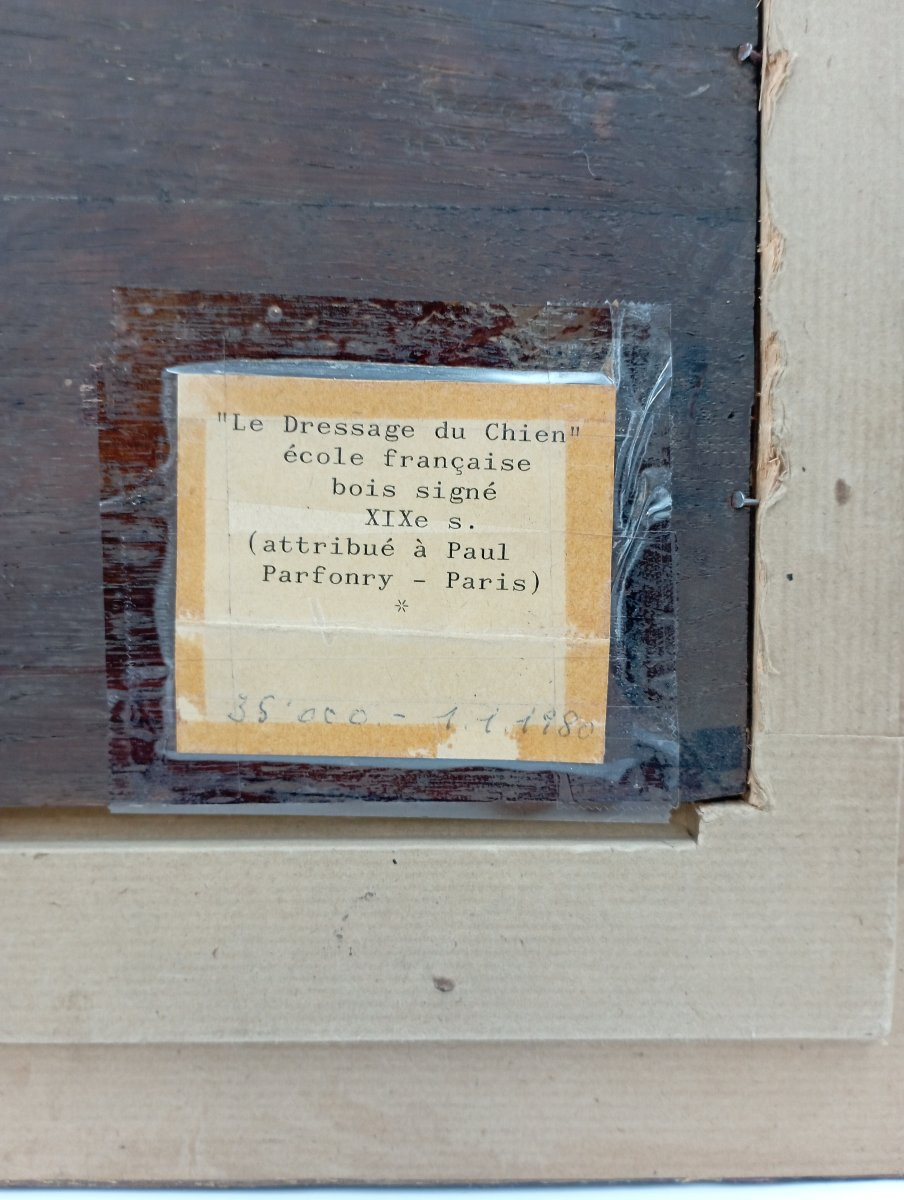 "Le Dressage du Chien"
école française
bois signé
XIXe s.
(attribué à Paul
Parfonry - Paris)
*
35'000.- 1.1.1980